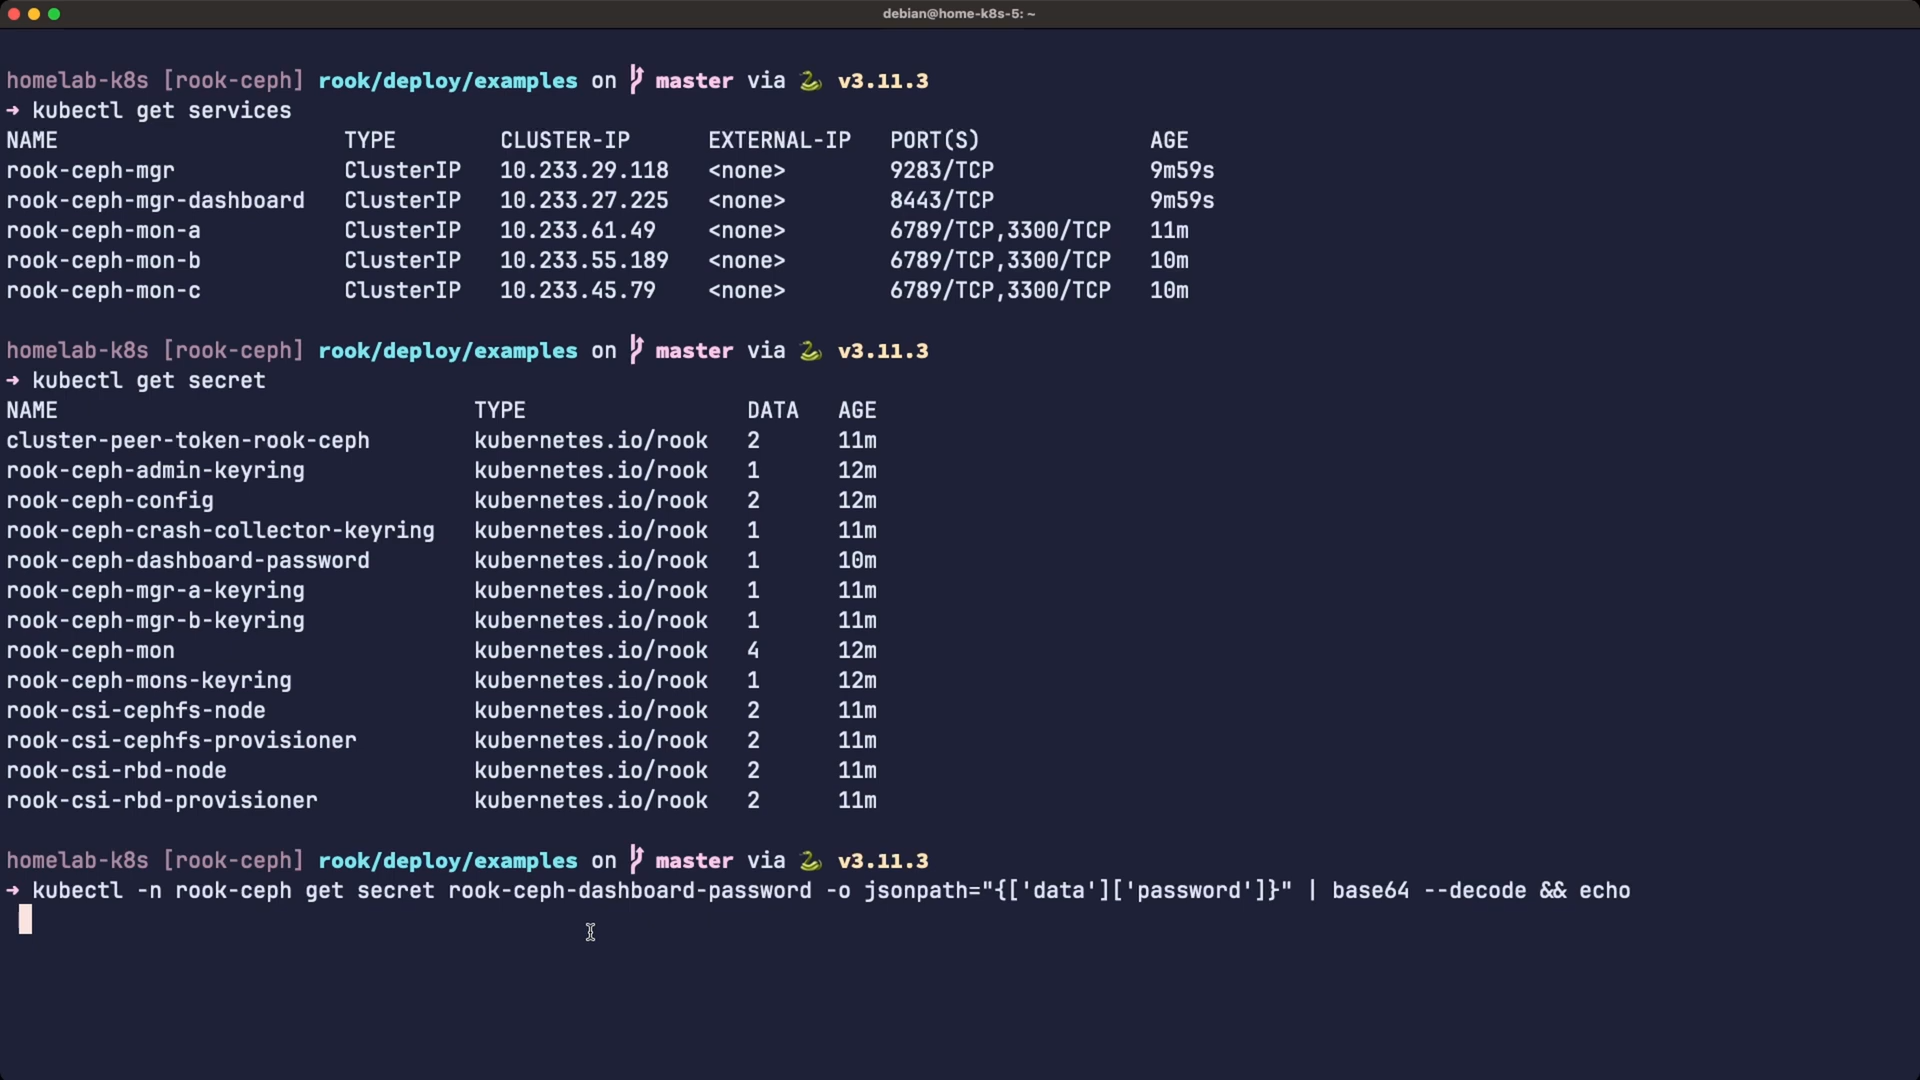 debian@home-k8s-5: ~
homelab-k8s [rook-ceph] rook/deploy/examples on master via 🐍 v3.11.3
→ kubectl get services
NAME TYPE CLUSTER-IP EXTERNAL-IP PORT(S) AGE
rook-ceph-mgr ClusterIP 10.233.29.118 <none> 9283/TCP 9m59s
rook-ceph-mgr-dashboard ClusterIP 10.233.27.225 <none> 8443/TCP 9m59s
rook-ceph-mon-a ClusterIP 10.233.61.49 <none> 6789/TCP,3300/TCP 11m
rook-ceph-mon-b ClusterIP 10.233.55.189 <none> 6789/TCP,3300/TCP 10m
rook-ceph-mon-c ClusterIP 10.233.45.79 <none> 6789/TCP,3300/TCP 10m
homelab-k8s [rook-ceph] rook/deploy/examples on master via 🐍 v3.11.3
→ kubectl get secret
NAME TYPE DATA AGE
cluster-peer-token-rook-ceph kubernetes.io/rook 2 11m
rook-ceph-admin-keyring kubernetes.io/rook 1 12m
rook-ceph-config kubernetes.io/rook 2 12m
rook-ceph-crash-collector-keyring kubernetes.io/rook 1 11m
rook-ceph-dashboard-password kubernetes.io/rook 1 10m
rook-ceph-mgr-a-keyring kubernetes.io/rook 1 11m
rook-ceph-mgr-b-keyring kubernetes.io/rook 1 11m
rook-ceph-mon kubernetes.io/rook 4 12m
rook-ceph-mons-keyring kubernetes.io/rook 1 12m
rook-csi-cephfs-node kubernetes.io/rook 2 11m
rook-csi-cephfs-provisioner kubernetes.io/rook 2 11m
rook-csi-rbd-node kubernetes.io/rook 2 11m
rook-csi-rbd-provisioner kubernetes.io/rook 2 11m
homelab-k8s [rook-ceph] rook/deploy/examples on master via 🐍 v3.11.3
→ kubectl -n rook-ceph get secret rook-ceph-dashboard-password -o jsonpath="{['data']['password']}" | base64 --decode && echo